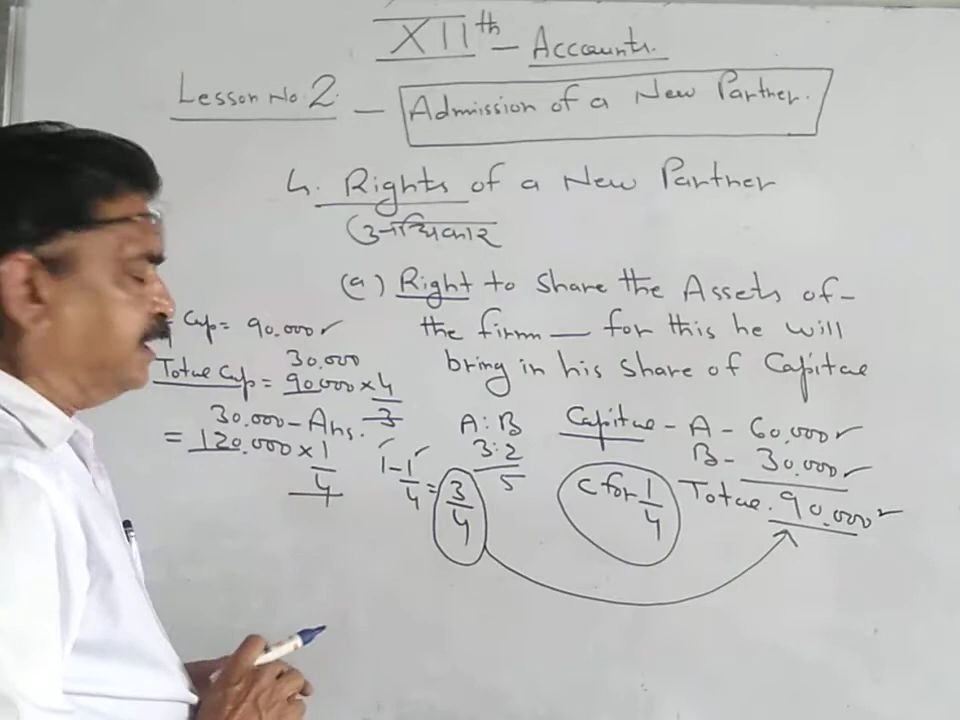 XIIth - Accounts.
Lesson No. 2. - Admission of a New Partner.
4. Rights of a New Partner
अधिकार
(a) Right to share the Assets of
the firm — for this he will
bring in his share of Capital
Cap = 90.000 ✓
30.000
Total Cap = 90.000 × 4/3
30.000 - Ans.
= 120.000 × 1/4
1 - 1/4 = 3/4
A : B
3 : 2
5
Capital - A - 60.000 ✓
B - 30.000 ✓
Total. 90.000 ✓
C for 1/4